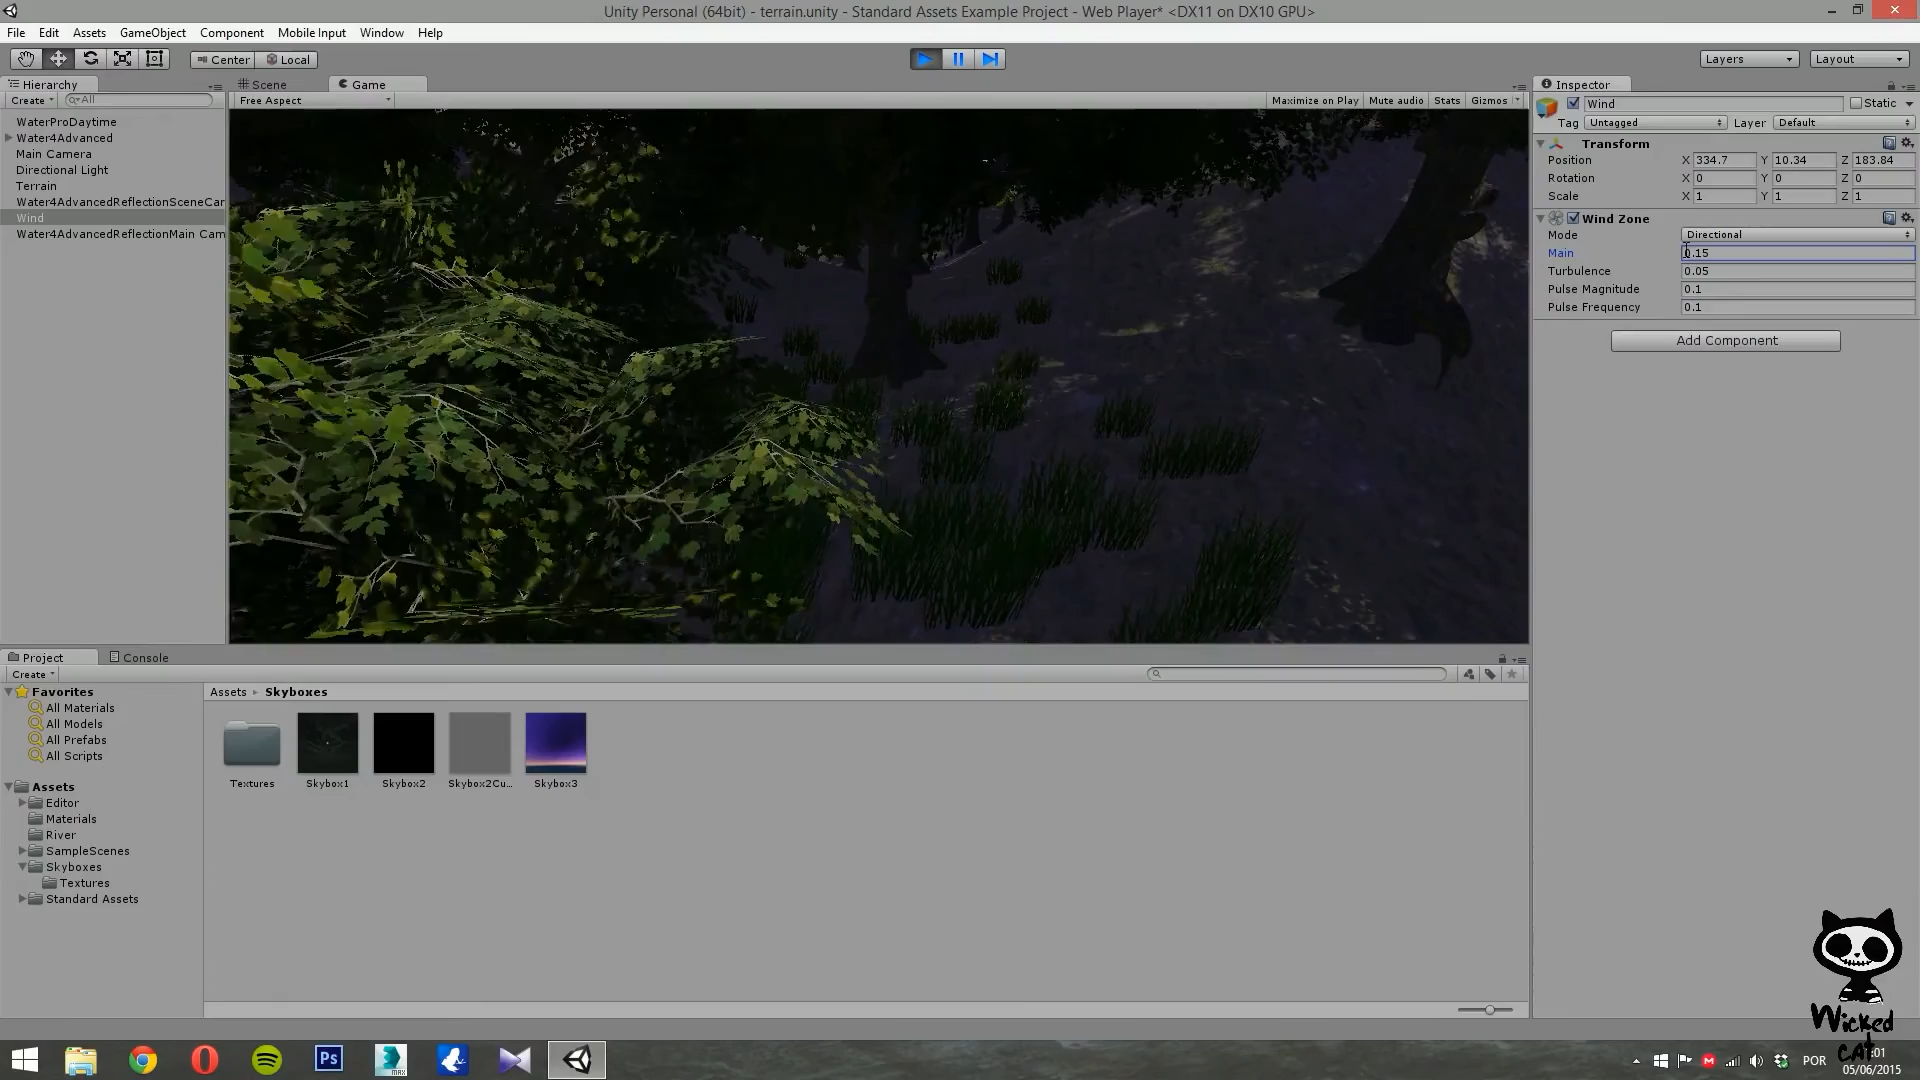 Unity Personal (64bit) - terrain.unity - Standard Assets Example Project - Web Player* <DX11 on DX10 GPU>
File Edit Assets GameObject Component Mobile Input Window Help
Center Local Layers Layout
Hierarchy
Create All
WaterProDaytime
Water4Advanced
Main Camera
Directional Light
Terrain
Water4AdvancedReflectionSceneCar
Wind
Water4AdvancedReflectionMain Cam
Scene Game
Free Aspect Maximize on Play Mute audio Stats Gizmos
Inspector
Wind Static
Tag Untagged Layer Default
Transform
Position X 334.7 Y 10.34 Z 183.84
Rotation X 0 Y 0 Z 0
Scale X 1 Y 1 Z 1
Wind Zone
Mode Directional
Main 0.15
Turbulence 0.05
Pulse Magnitude 0.1
Pulse Frequency 0.1
Add Component
Project Console
Create
Favorites
All Materials
All Models
All Prefabs
All Scripts
Assets
Editor
Materials
River
SampleScenes
Skyboxes
Textures
Standard Assets
Assets Skyboxes
Textures Skybox1 Skybox2 Skybox2Cu... Skybox3
Wicked
cat
Ps
MAX
POR
:01
05/06/2015